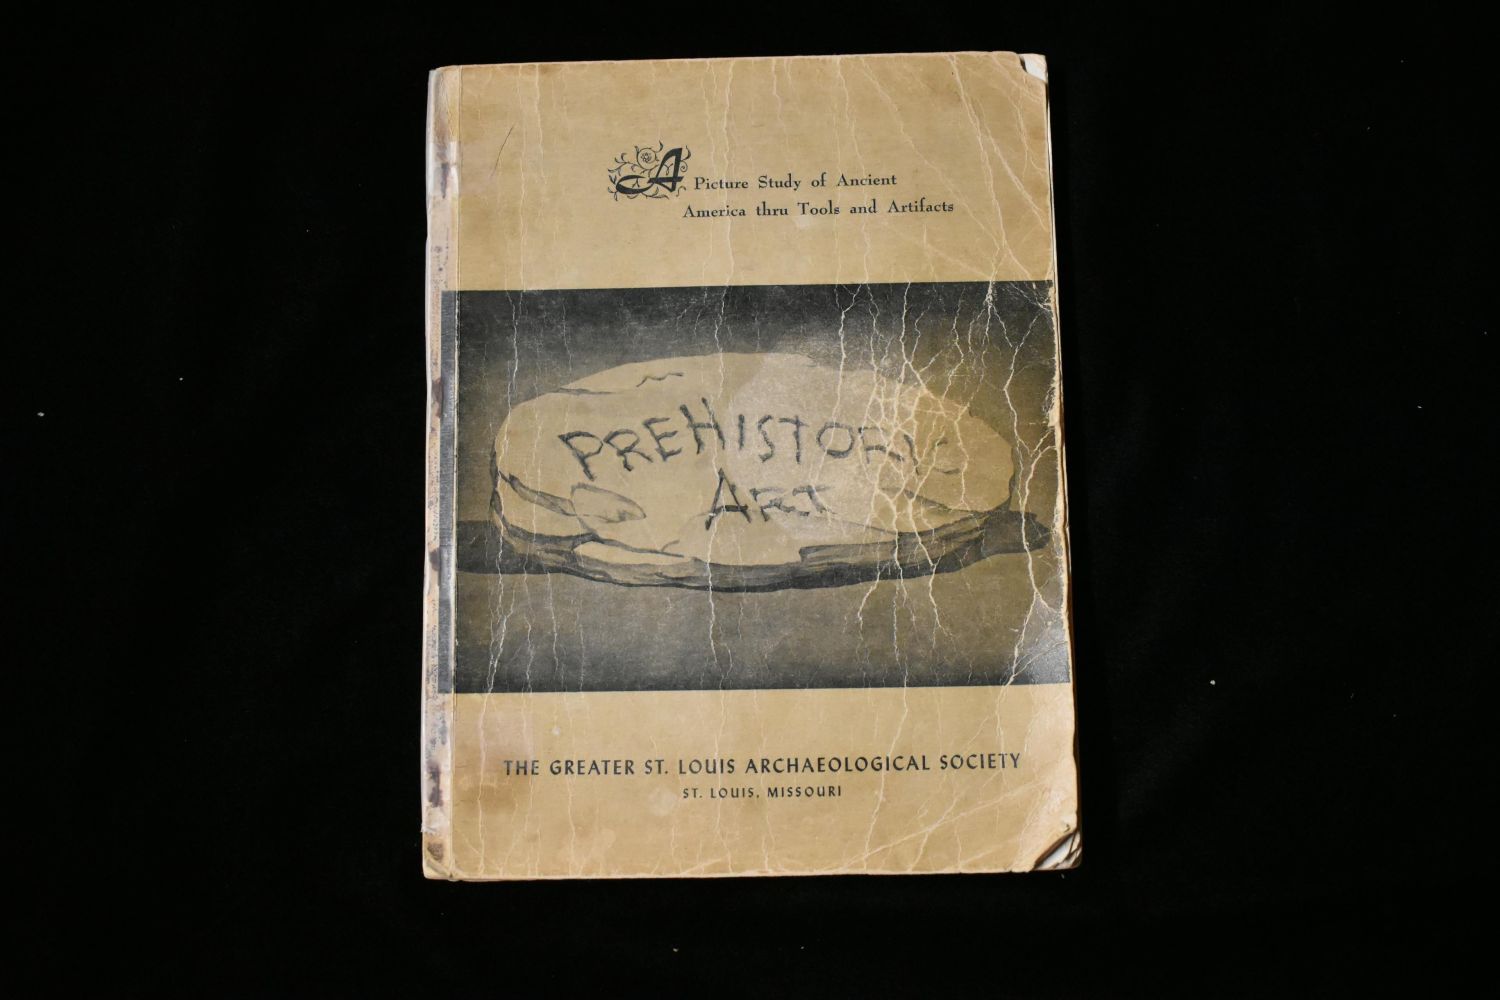 A Picture Study of Ancient
America thru Tools and Artifacts
PREHISTORIC
ART
THE GREATER ST. LOUIS ARCHAEOLOGICAL SOCIETY
ST. LOUIS, MISSOURI